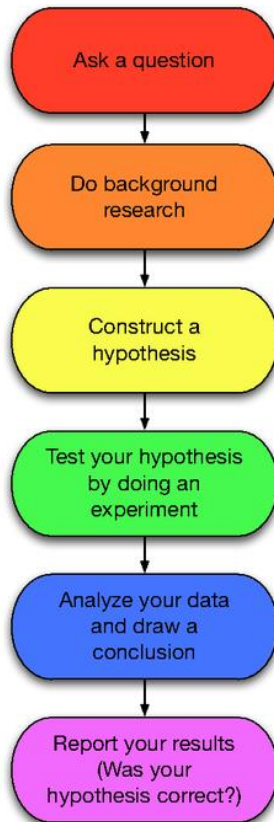 Ask a question
Do background
research
Construct a
hypothesis
Test your hypothesis
by doing an
experiment
Analyze your data
and draw a
conclusion
Report your results
(Was your
hypothesis correct?)